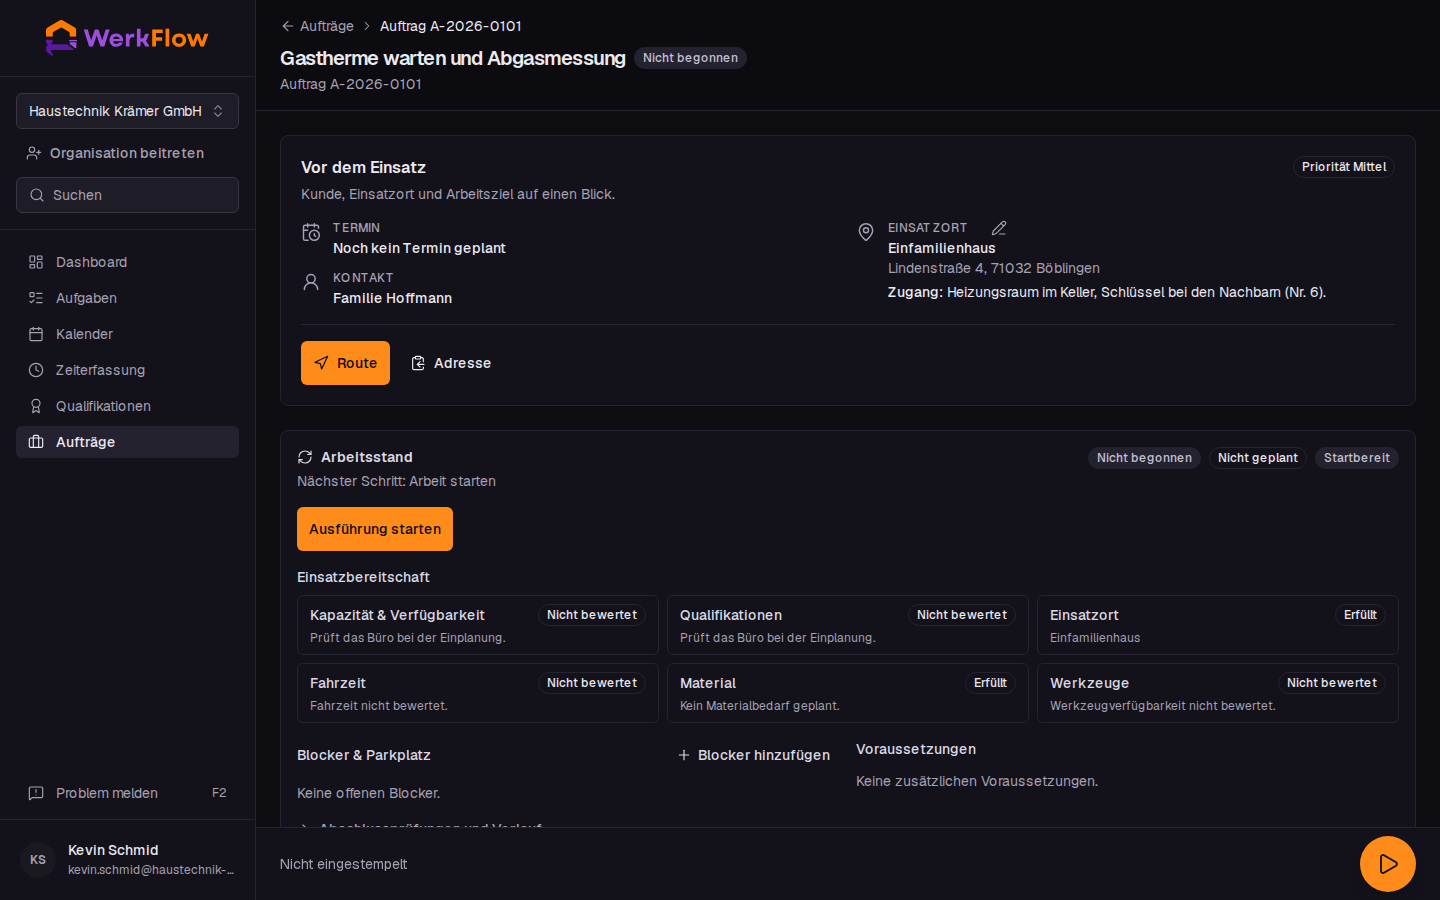 WerkFlow
Haustechnik Krämer GmbH
Organisation beitreten
Suchen
Dashboard
Aufgaben
Kalender
Zeiterfassung
Qualifikationen
Aufträge
Problem melden F2
KS
Kevin Schmid
kevin.schmid@haustechnik-...
Aufträge
Auftrag A-2026-0101
Gastherme warten und Abgasmessung Nicht begonnen
Auftrag A-2026-0101
Vor dem Einsatz
Priorität Mittel
Kunde, Einsatzort und Arbeitsziel auf einen Blick.
TERMIN
Noch kein Termin geplant
KONTAKT
Familie Hoffmann
EINSATZORT
Einfamilienhaus
Lindenstraße 4, 71032 Böblingen
Zugang: Heizungsraum im Keller, Schlüssel bei den Nachbarn (Nr. 6).
Route
Adresse
Arbeitsstand
Nicht begonnen
Nicht geplant
Startbereit
Nächster Schritt: Arbeit starten
Ausführung starten
Einsatzbereitschaft
Kapazität & Verfügbarkeit Nicht bewertet
Prüft das Büro bei der Einplanung.
Qualifikationen Nicht bewertet
Prüft das Büro bei der Einplanung.
Einsatzort Erfüllt
Einfamilienhaus
Fahrzeit Nicht bewertet
Fahrzeit nicht bewertet.
Material Erfüllt
Kein Materialbedarf geplant.
Werkzeuge Nicht bewertet
Werkzeugverfügbarkeit nicht bewertet.
Blocker & Parkplatz
Blocker hinzufügen
Keine offenen Blocker.
Voraussetzungen
Keine zusätzlichen Voraussetzungen.
Abschlussprüfungen und Verlauf
Nicht eingestempelt